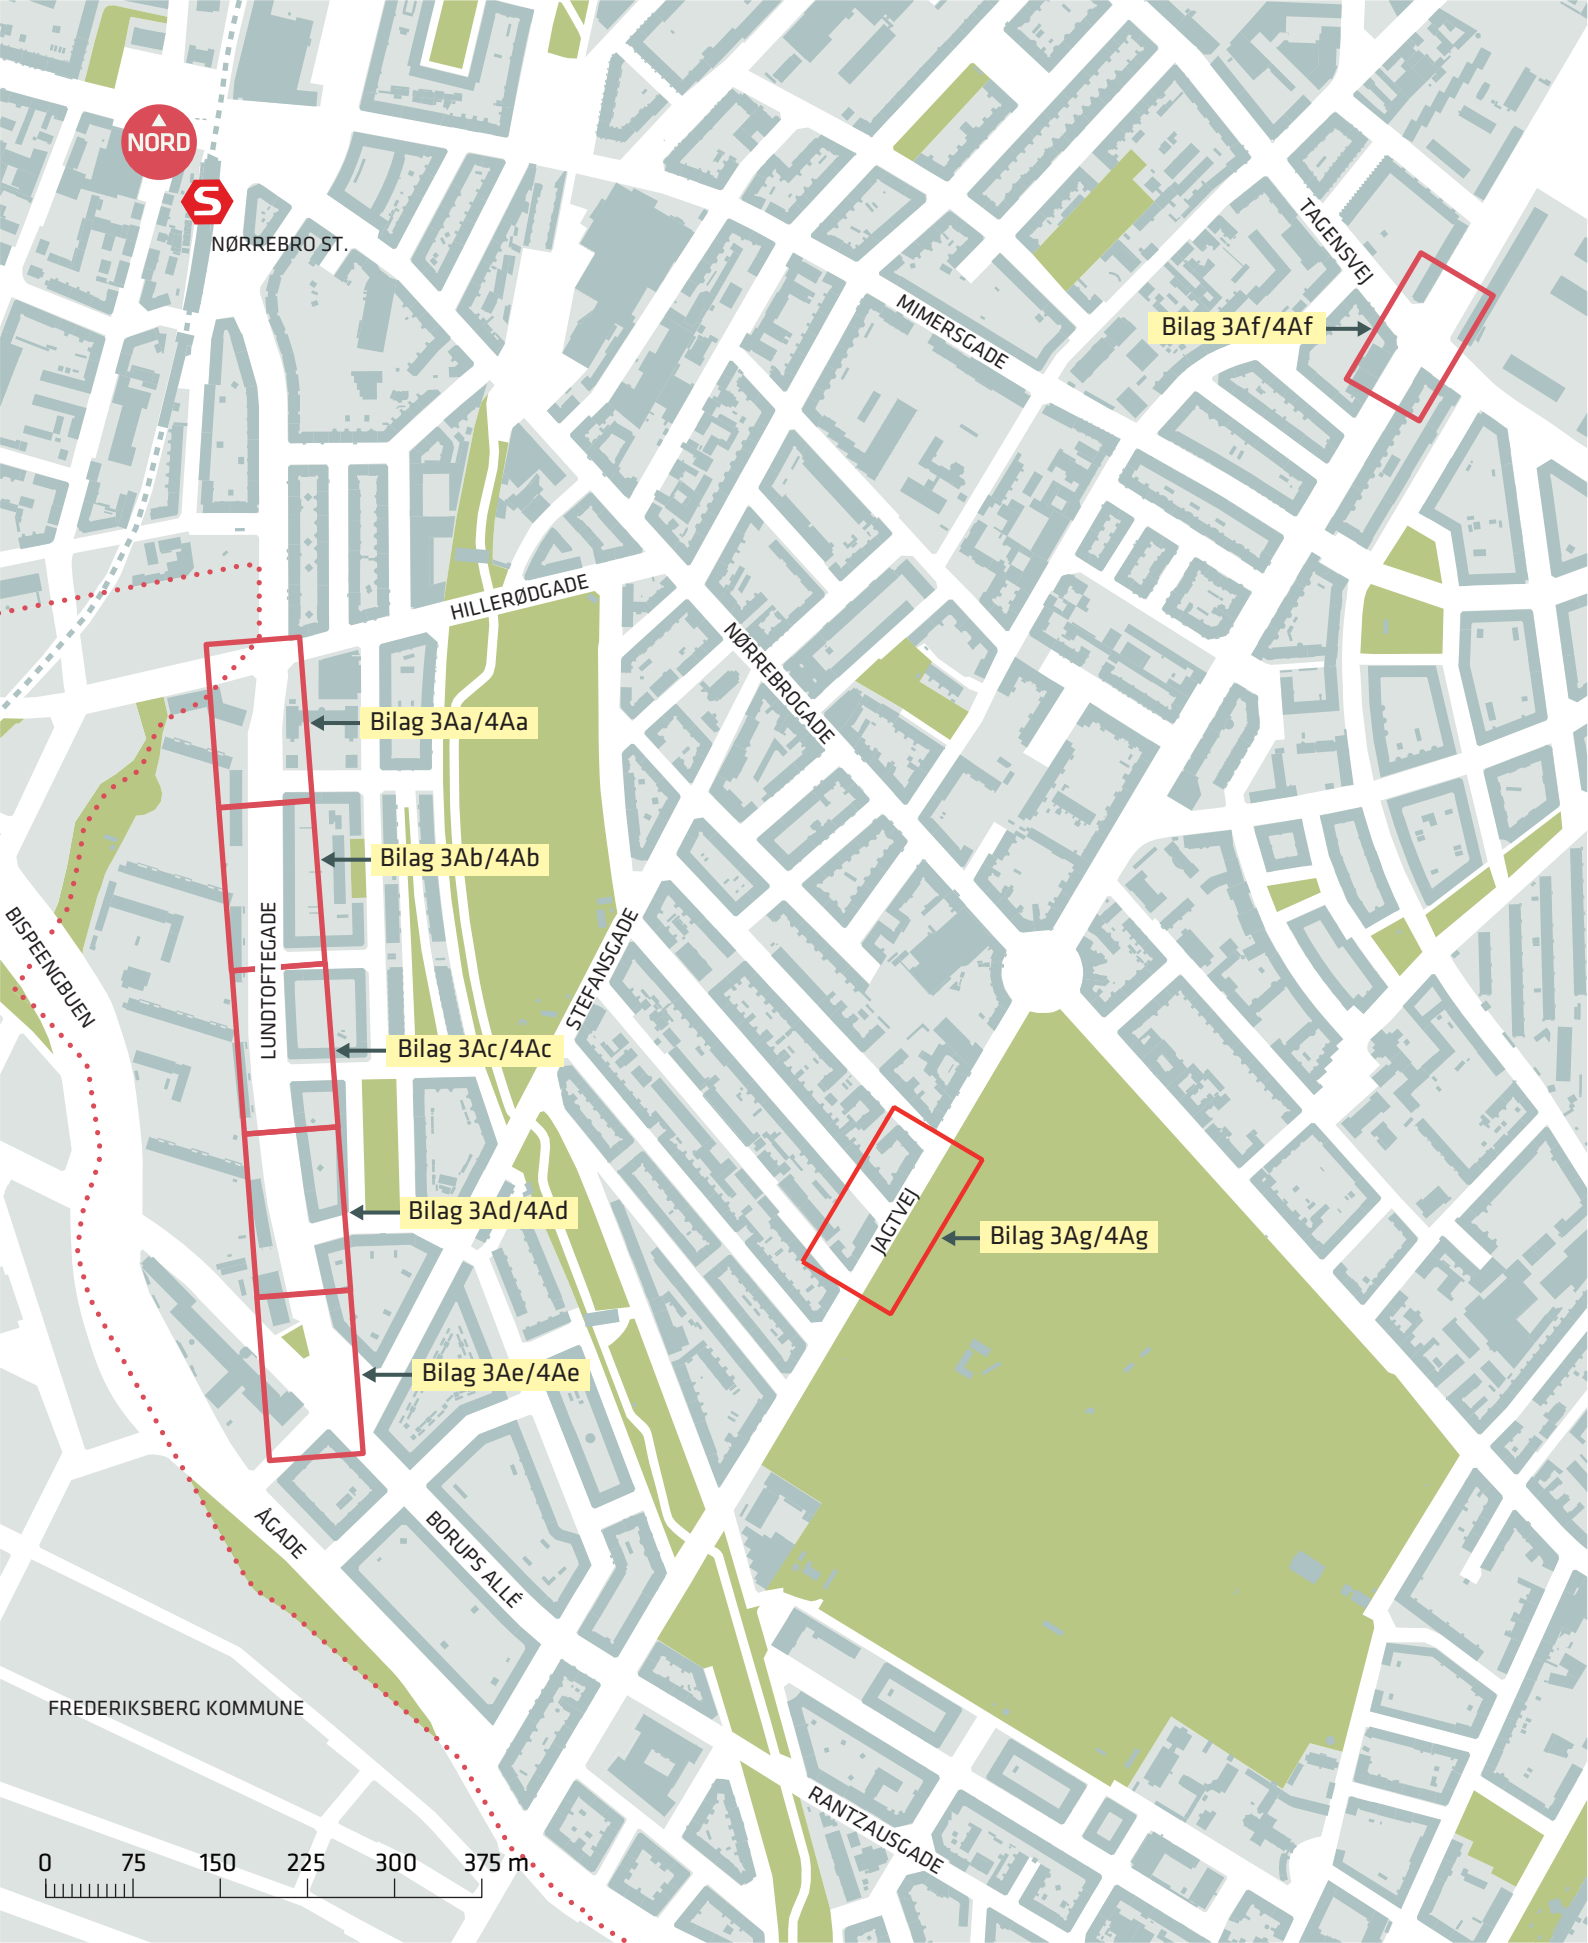 NORD
S
NØRREBRO ST.
TAGENSVEJ
MIMERSGADE
Bilag 3Af/4Af
HILLERØDGADE
NØRREBROGADE
Bilag 3Aa/4Aa
Bilag 3Ab/4Ab
BISPEENGBUEN
LUNDTOFTEGADE
STEFANSGADE
Bilag 3Ac/4Ac
Bilag 3Ad/4Ad
JAGTVEJ
Bilag 3Ag/4Ag
Bilag 3Ae/4Ae
ÅGADE
BORUPS ALLÉ
FREDERIKSBERG KOMMUNE
RANTZAUSGADE
0 75 150 225 300 375 m